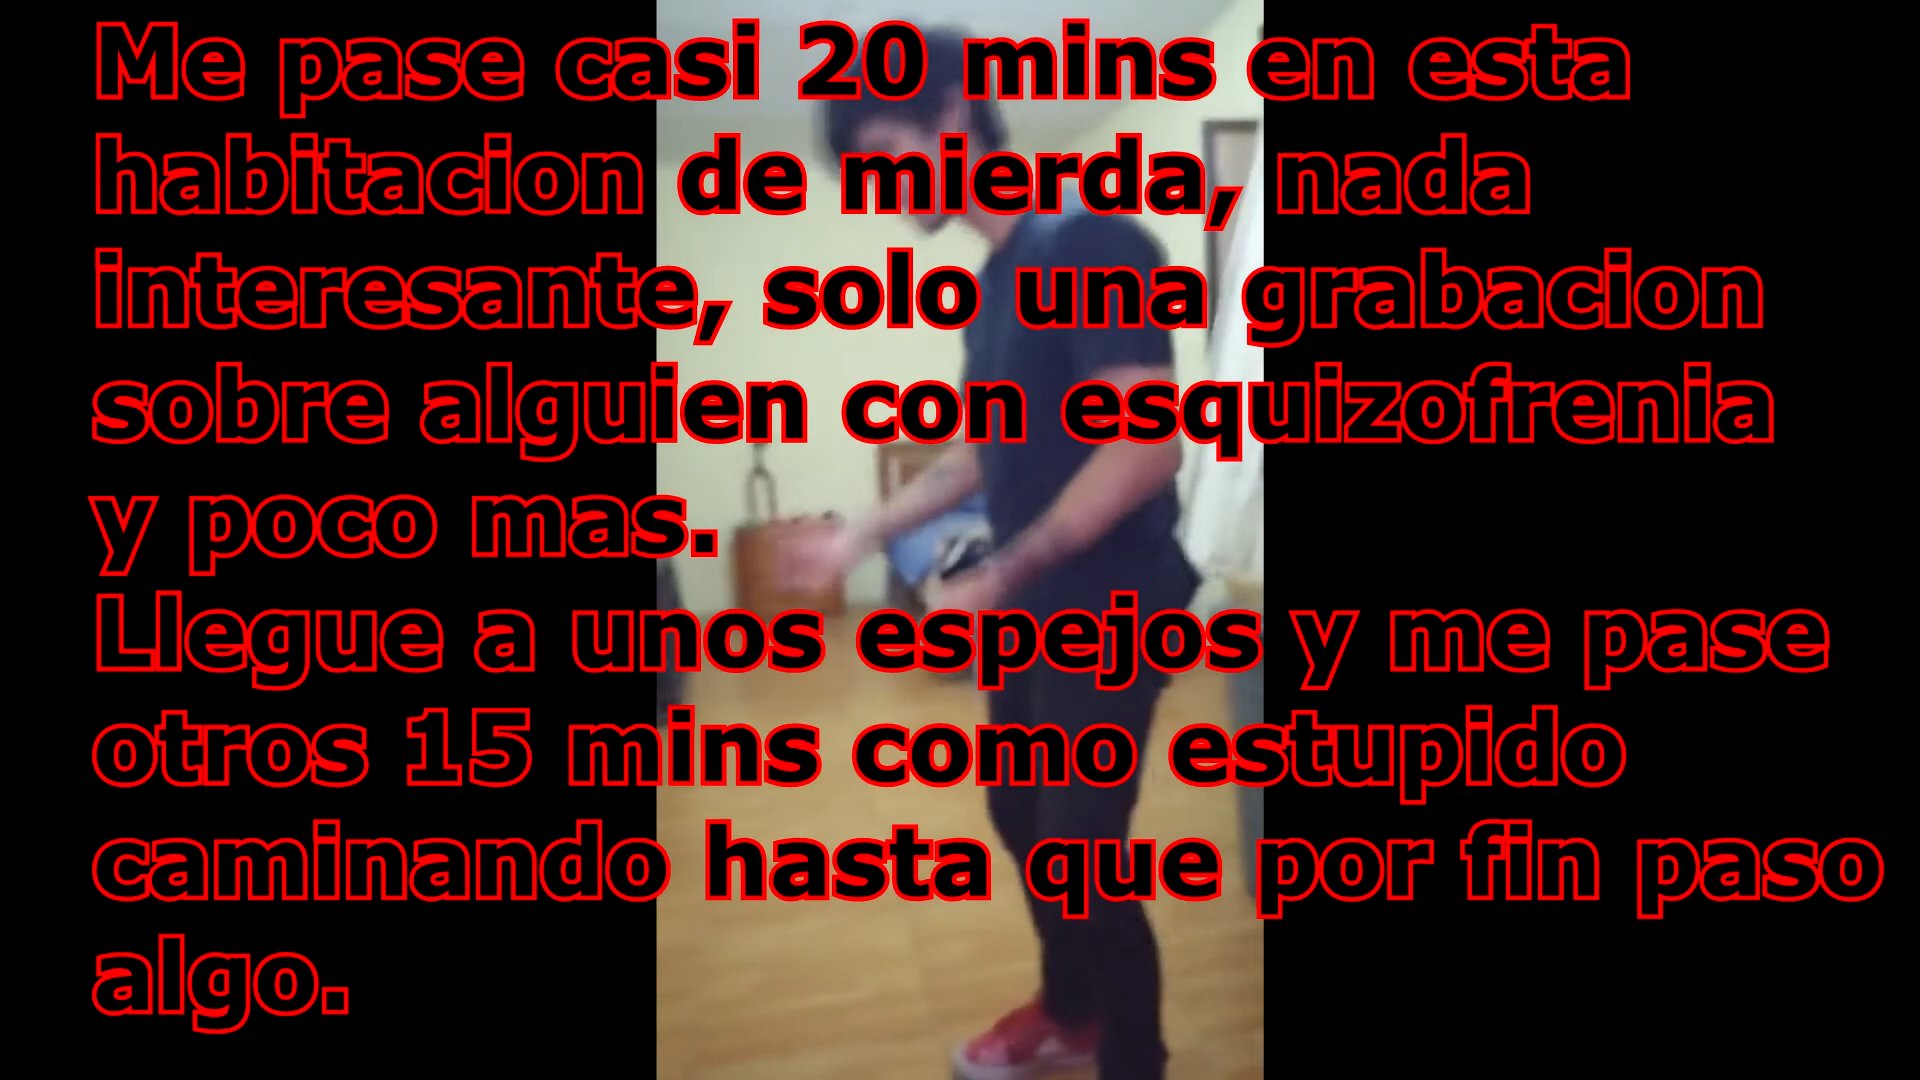 Me pase casi 20 mins en esta
habitacion de mierda, nada
interesante, solo una grabacion
sobre alguien con esquizofrenia
y poco mas.
Llegue a unos espejos y me pase
otros 15 mins como estupido
caminando hasta que por fin paso
algo.